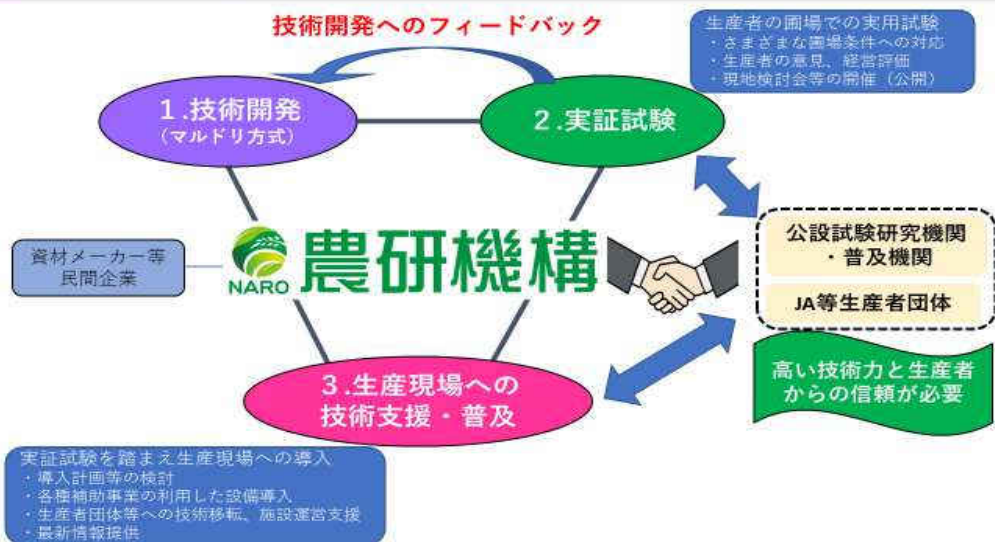 技術開発へのフィードバック
生産者の圃場での実用試験
・さまざまな圃場条件への対応
・生産者の意見、経営評価
・現地検討会等の開催（公開）
1.技術開発
（マルドリ方式）
2.実証試験
資材メーカー等
民間企業
NARO
農研機構
公設試験研究機関
・普及機関
JA等生産者団体
高い技術力と生産者
からの信頼が必要
3.生産現場への
技術支援・普及
実証試験を踏まえ生産現場への導入
・導入計画等の検討
・各種補助事業の利用した設備導入
・生産者団体等への技術移転、施設運営支援
・最新情報提供